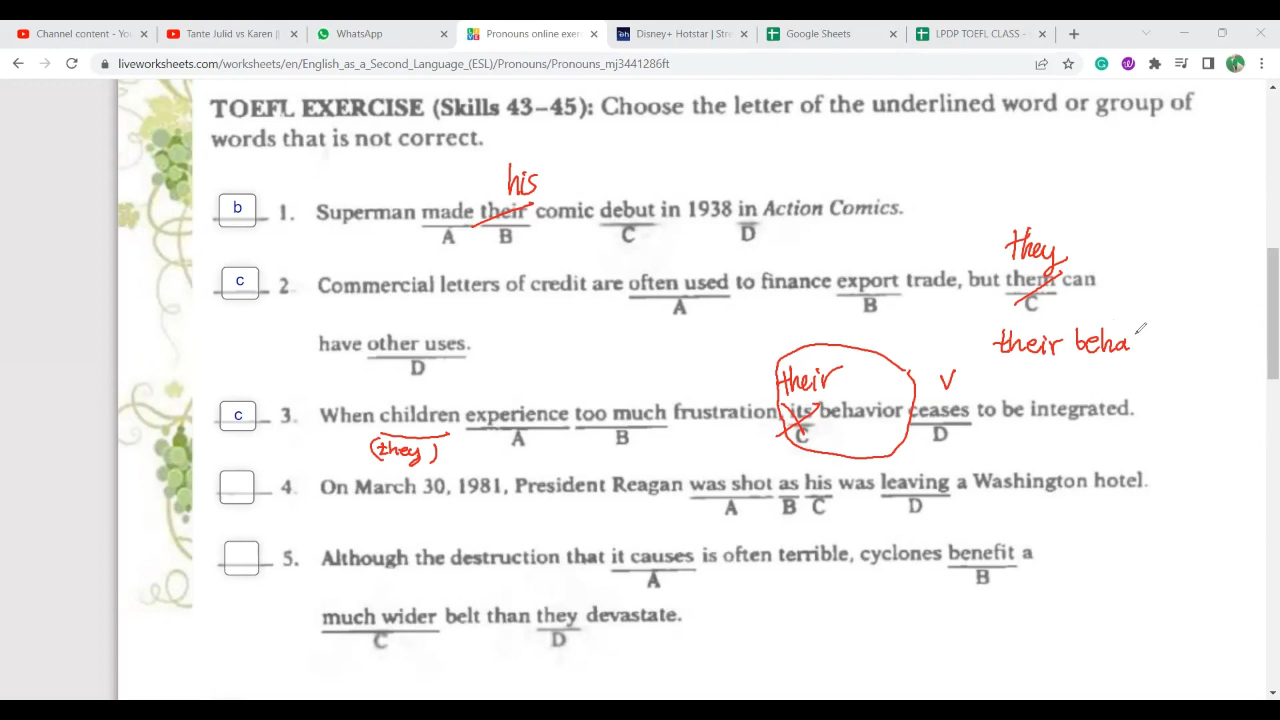 Channel content - Yo
Tante Julid vs Karen ||
WhatsApp
Pronouns online exer
Disney+ Hotstar | Str
Google Sheets
LPDP TOEFL CLASS -
liveworksheets.com/worksheets/en/English_as_a_Second_Language_(ESL)/Pronouns/Pronouns_mj3441286ft
TOEFL EXERCISE (Skills 43–45): Choose the letter of the underlined word or group of
words that is not correct.
his
b 1. Superman made their comic debut in 1938 in Action Comics.
A B C D
they
c 2. Commercial letters of credit are often used to finance export trade, but them can
A B C
their beha
have other uses.
D
their V
c 3. When children experience too much frustration, its behavior ceases to be integrated.
(they) A B C D
4. On March 30, 1981, President Reagan was shot as his was leaving a Washington hotel.
A B C D
5. Although the destruction that it causes is often terrible, cyclones benefit a
A B
much wider belt than they devastate.
C D